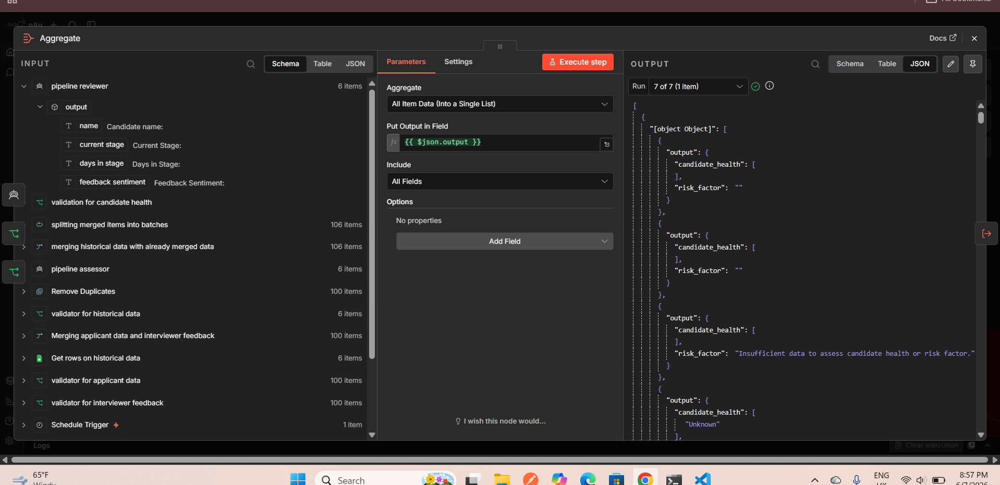 n8n
Aggregate
Docs
INPUT
Schema
Table
JSON
pipeline reviewer
6 items
output
T name Candidate name:
T current stage Current Stage:
T days in stage Days in Stage:
T feedback sentiment Feedback Sentiment:
validation for candidate health
splitting merged items into batches
106 items
merging historical data with already merged data
106 items
pipeline assessor
6 items
Remove Duplicates
100 items
validator for historical data
6 items
Merging applicant data and interviewer feedback
100 items
Get rows on historical data
6 items
validator for applicant data
100 items
validator for interviewer feedback
100 items
Schedule Trigger
1 item
Parameters
Settings
Execute step
Aggregate
All Item Data (Into a Single List)
Put Output in Field
fx {{ $json.output }}
Include
All Fields
Options
No properties
Add Field
I wish this node would...
OUTPUT
Schema
Table
JSON
Run 7 of 7 (1 item)
[
{
"[object Object]": [
{
"output": {
"candidate_health": [
],
"risk_factor": ""
}
},
{
"output": {
"candidate_health": [
],
"risk_factor": ""
}
},
{
"output": {
"candidate_health": [
],
"risk_factor": "Insufficient data to assess candidate health or risk factor."
}
},
{
"output": {
"candidate_health": [
"Unknown"
],
Logs
Clear execution
65°F
Windy
Search
ENG
UK
8:57 PM
6/7/2026